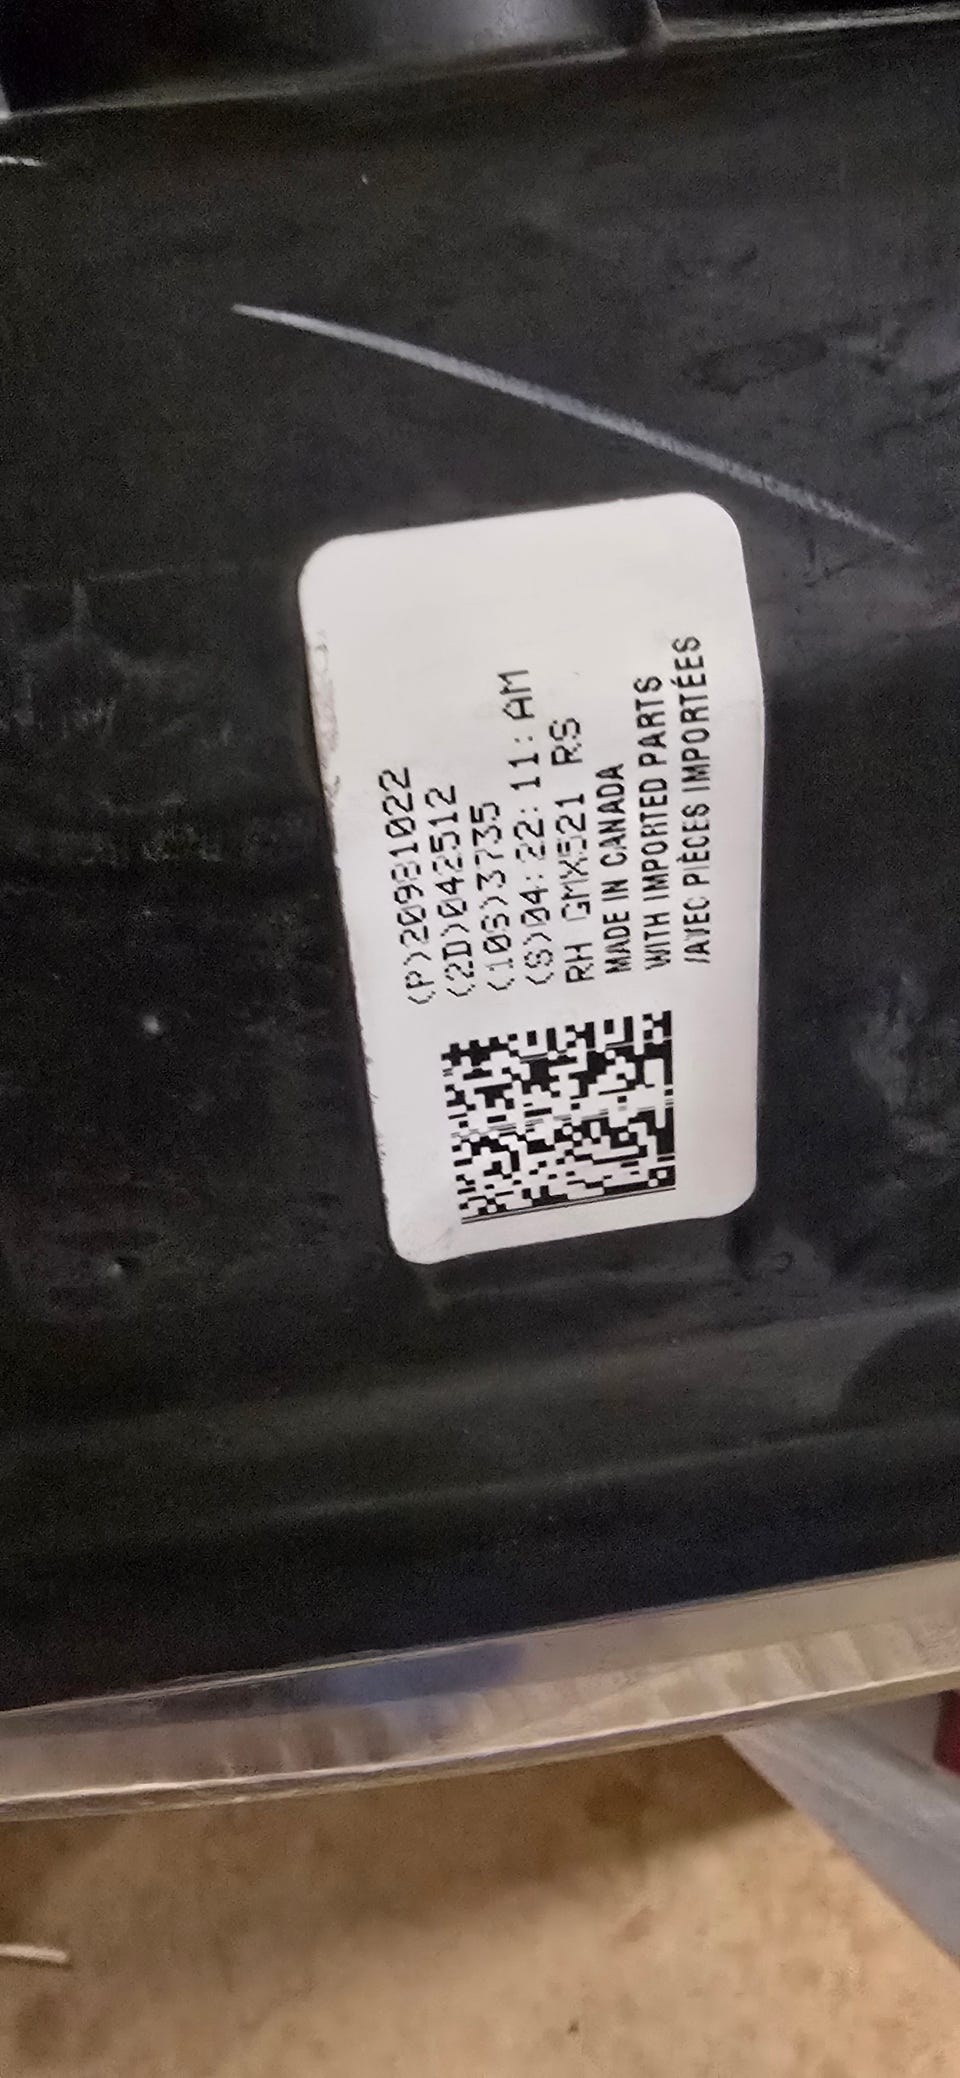 (P)20981022
(2D)042512
(10S)3735
(S)04:22:11:AM
RH GMX521 RS
MADE IN CANADA
WITH IMPORTED PARTS
/AVEC PIÈCES IMPORTÉES